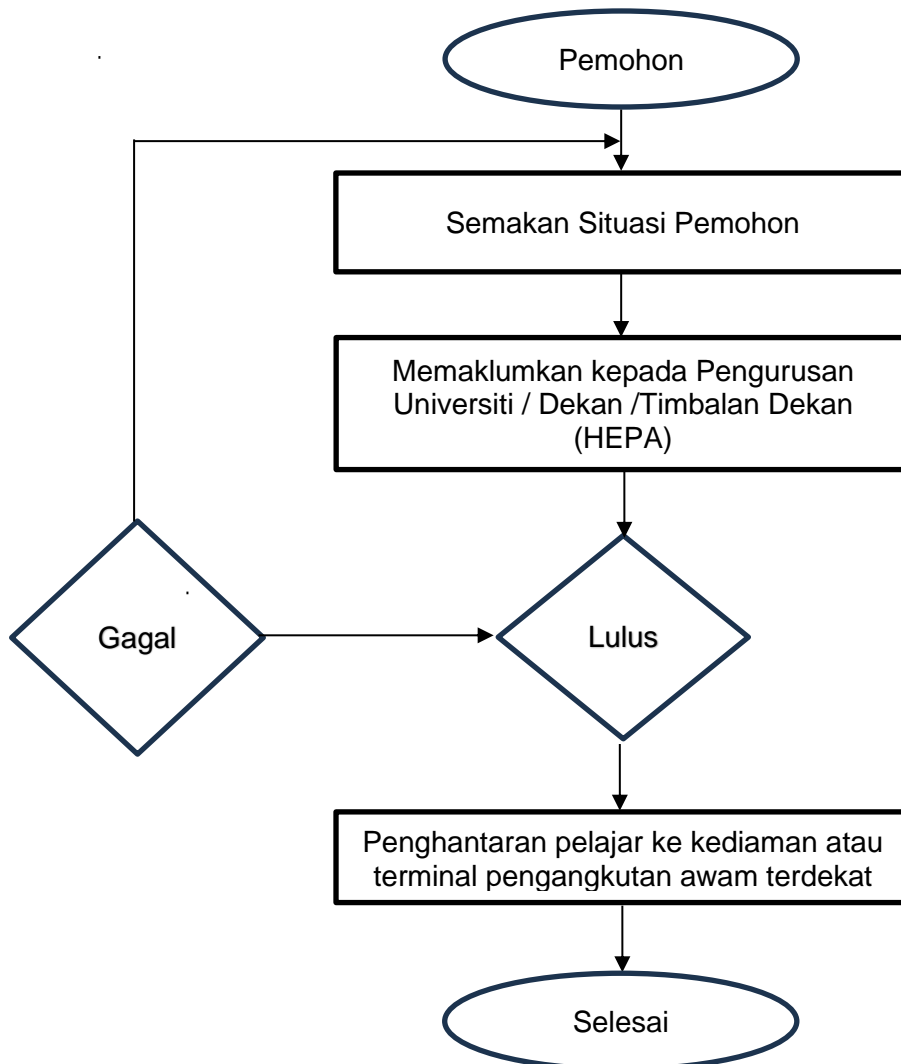 Pemohon
Semakan Situasi Pemohon
Memaklumkan kepada Pengurusan
Universiti / Dekan /Timbalan Dekan
(HEPA)
Gagal
Lulus
Penghantaran pelajar ke kediaman atau
terminal pengangkutan awam terdekat
Selesai